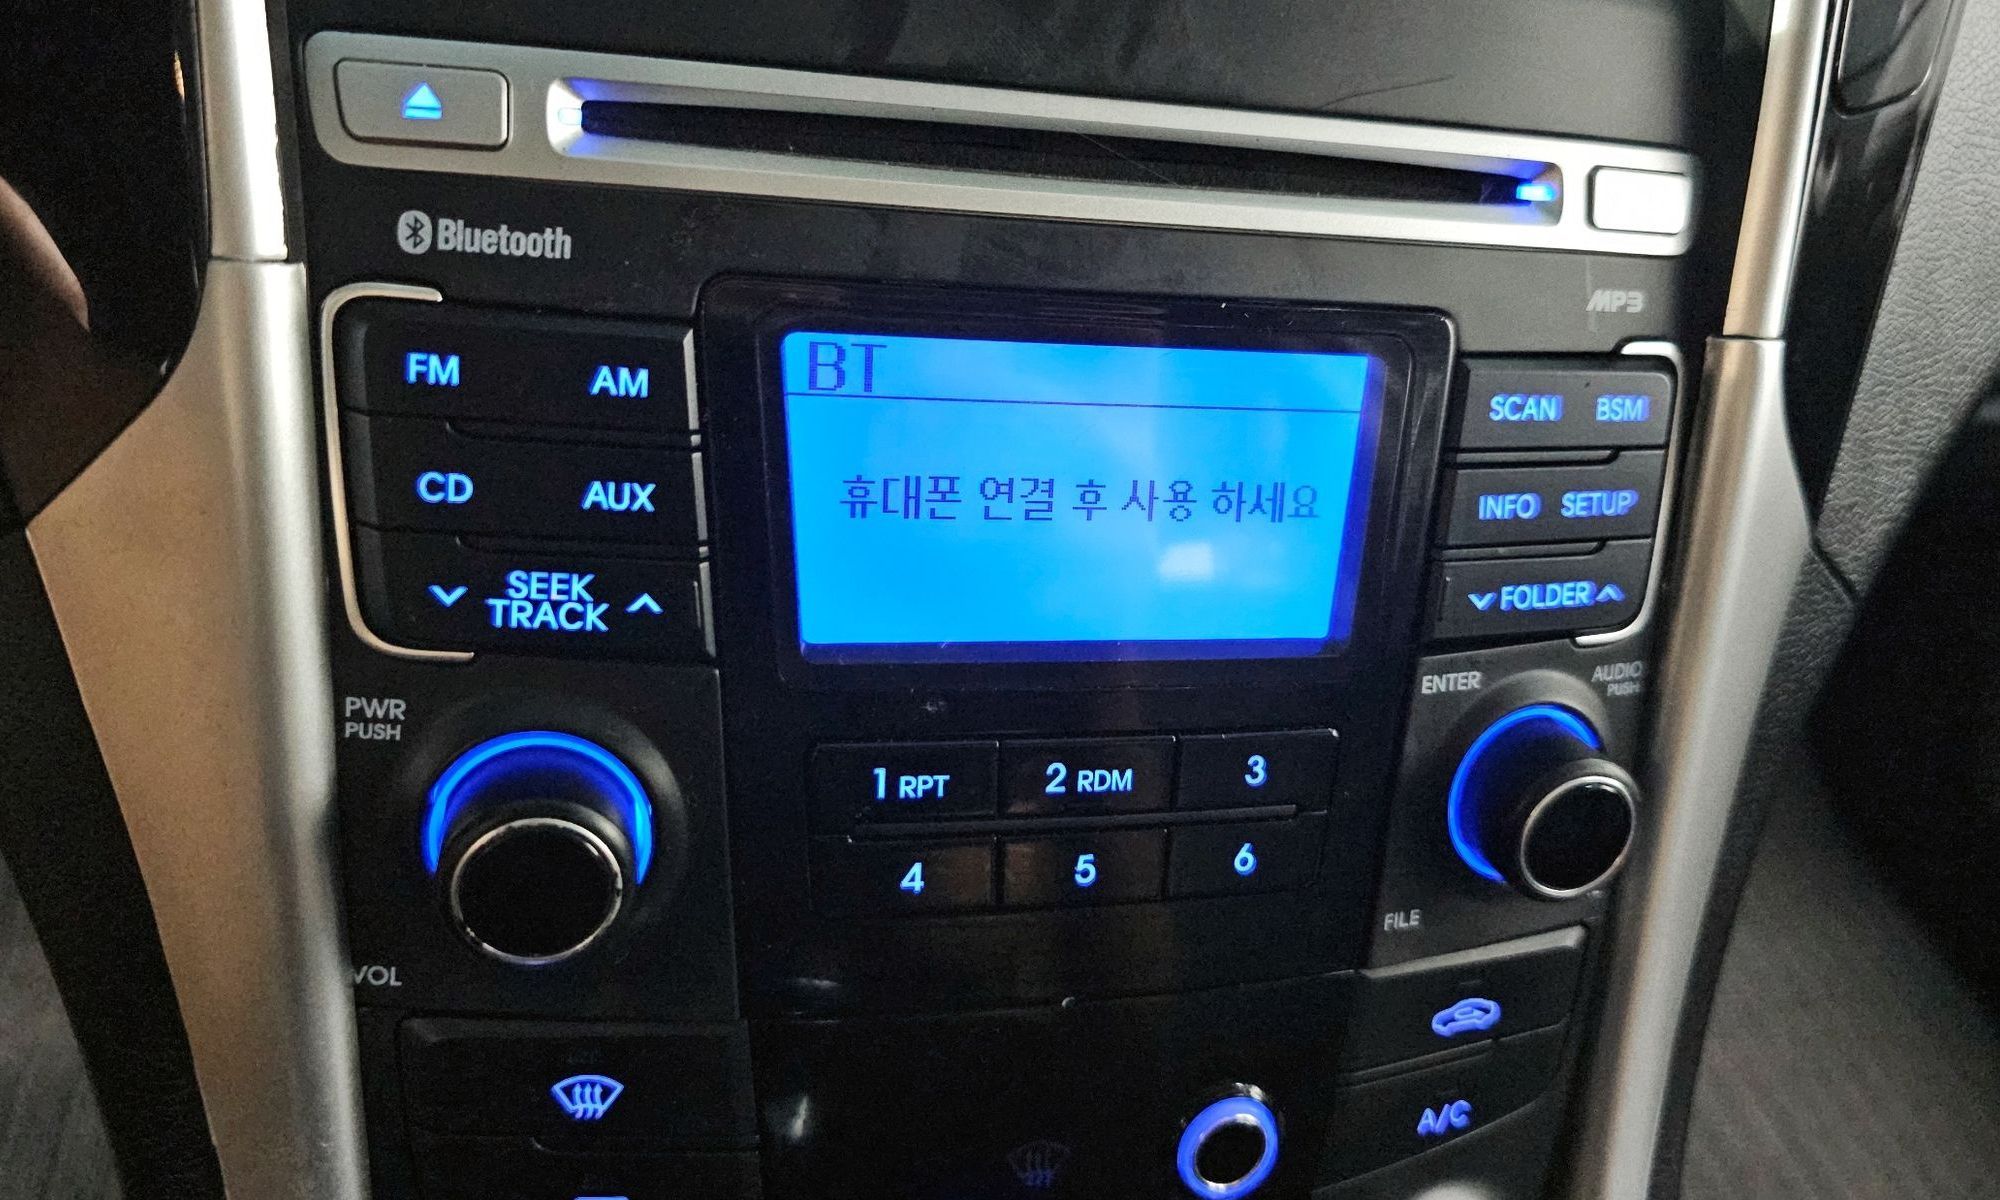 Bluetooth
MP3
FM
AM
BT
SCAN
BSM
CD
AUX
휴대폰 연결 후 사용 하세요
INFO
SETUP
SEEK
TRACK
FOLDER
PWR
PUSH
ENTER
AUDIO
PUSH
1 RPT
2 RDM
3
4
5
6
FILE
VOL
A/C